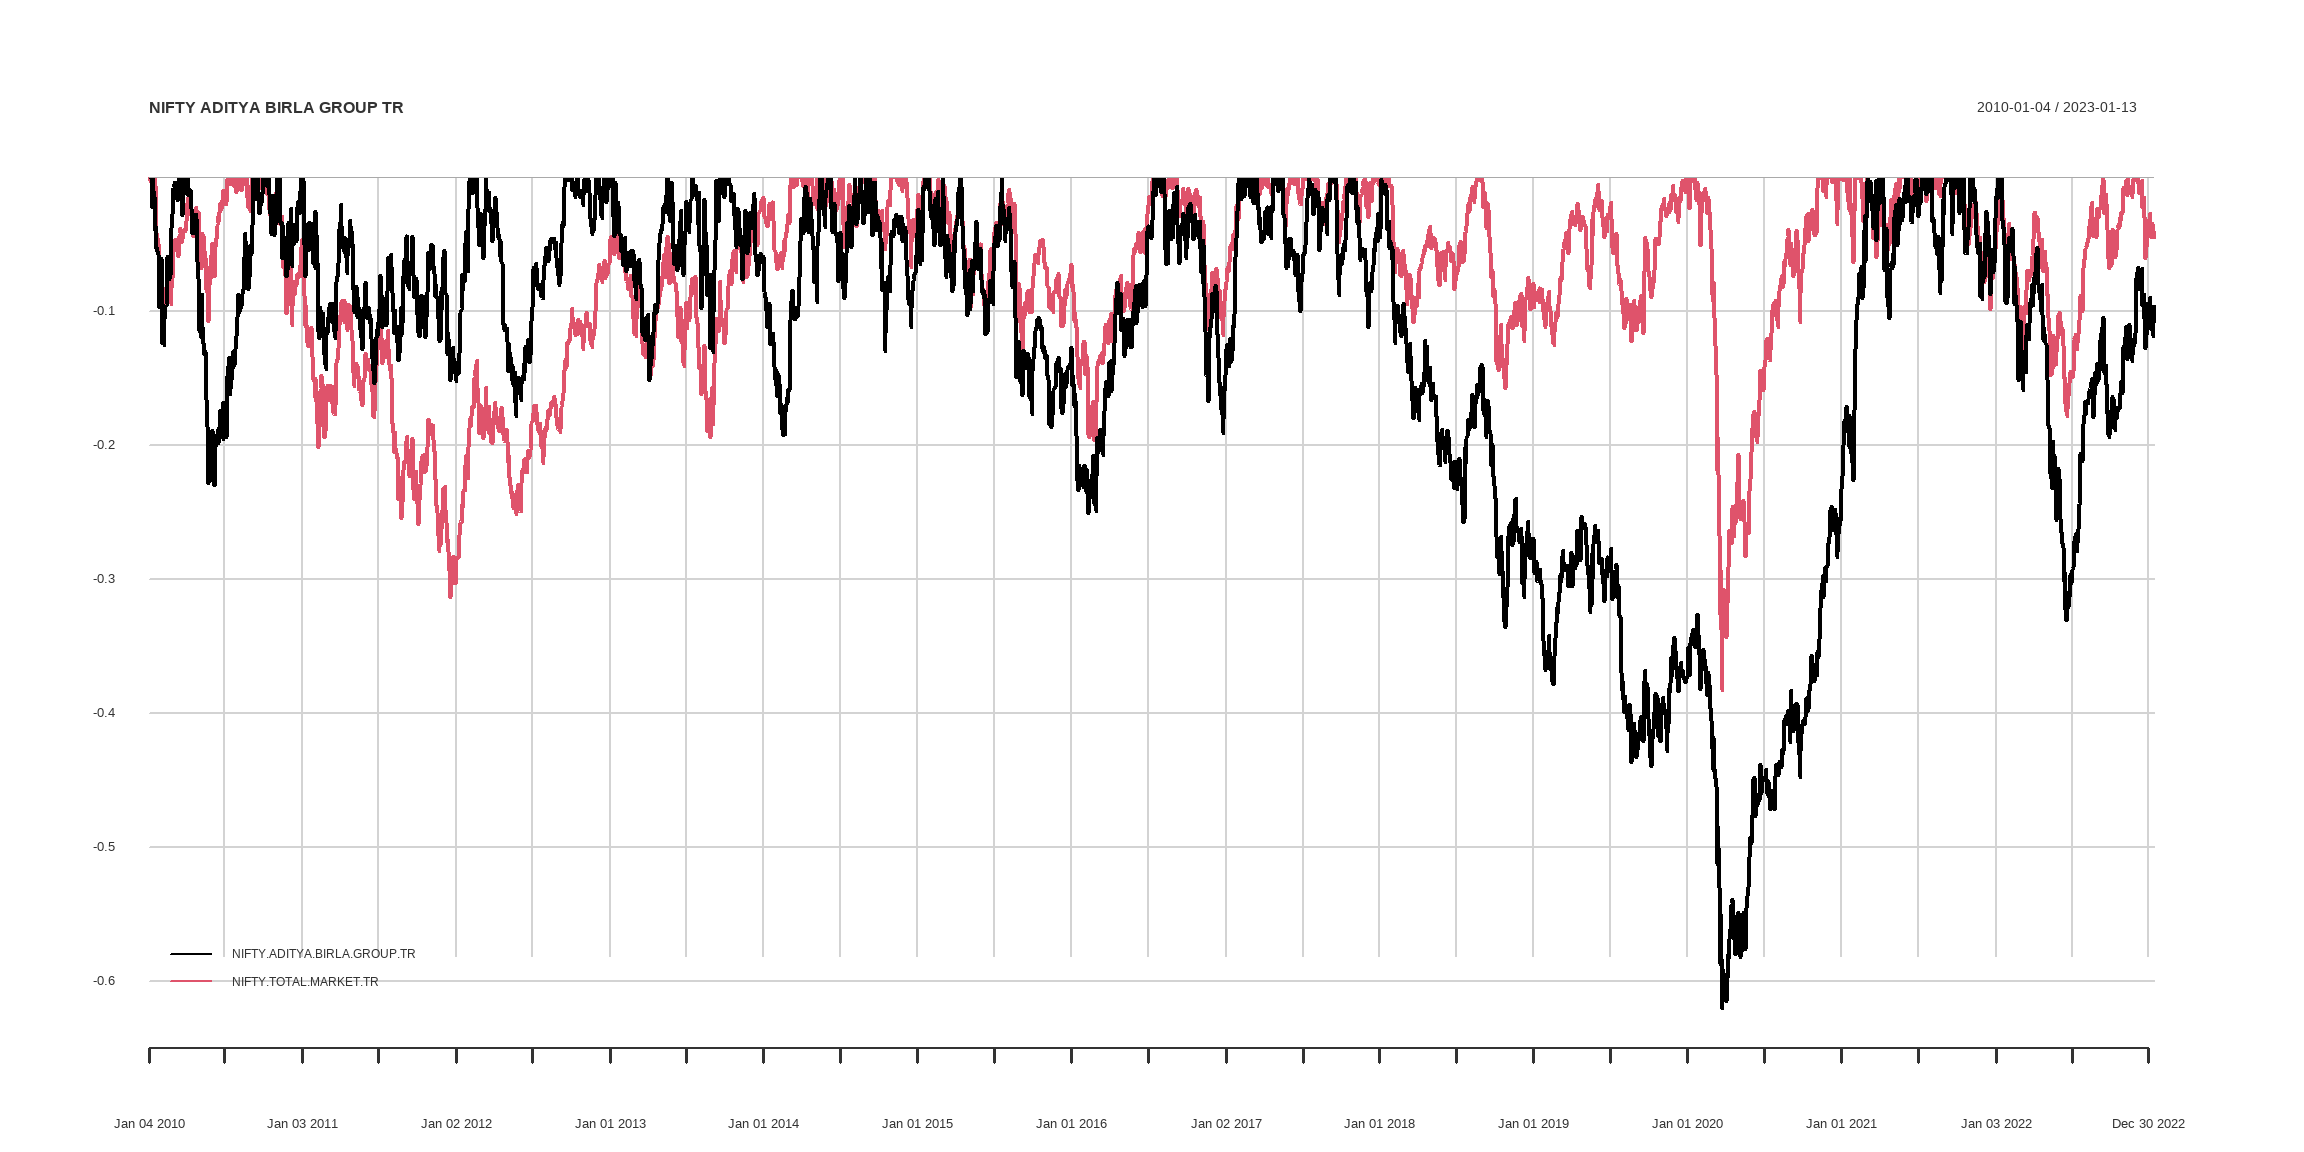 NIFTY ADITYA BIRLA GROUP TR
2010-01-04 / 2023-01-13
-0.1
-0.2
-0.3
-0.4
-0.5
-0.6
NIFTY.ADITYA.BIRLA.GROUP.TR
NIFTY.TOTAL.MARKET.TR
Jan 04 2010 Jan 03 2011 Jan 02 2012 Jan 01 2013 Jan 01 2014 Jan 01 2015 Jan 01 2016 Jan 02 2017 Jan 01 2018 Jan 01 2019 Jan 01 2020 Jan 01 2021 Jan 03 2022 Dec 30 2022